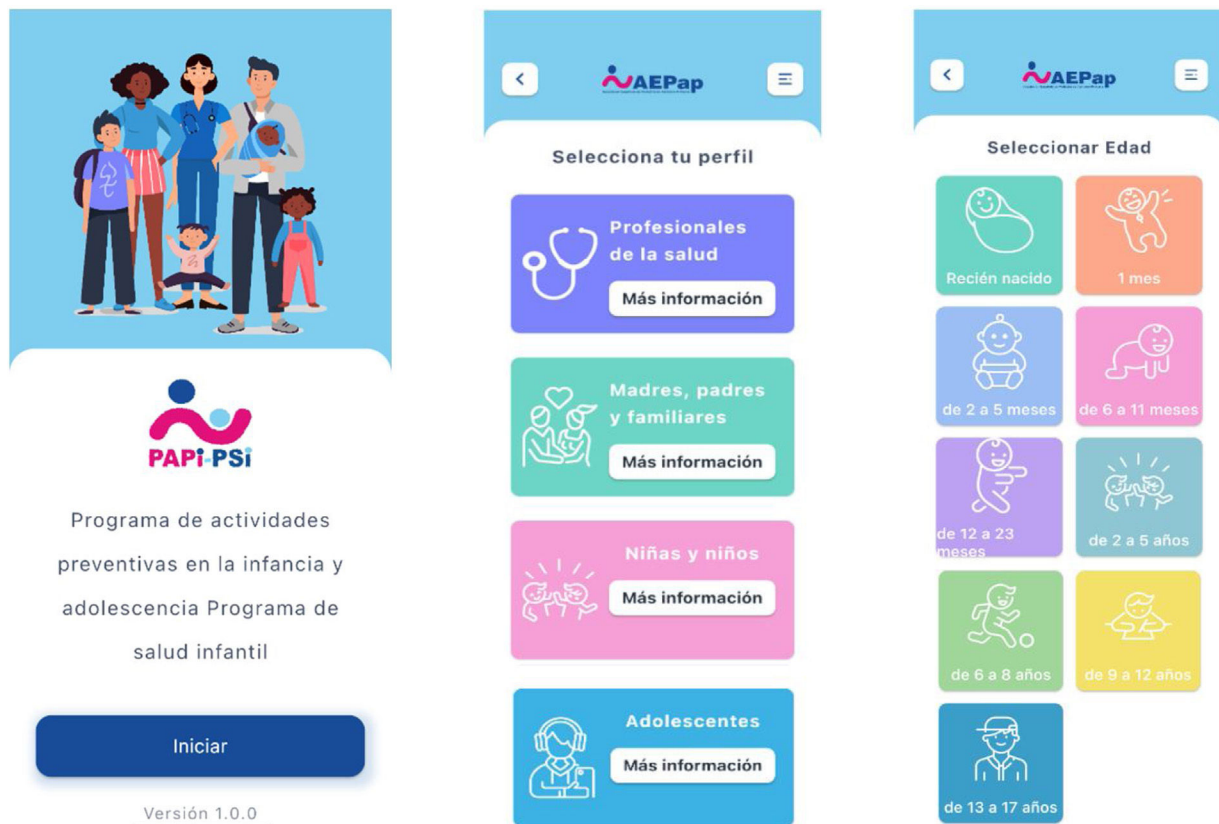 PAPi-PSi
Programa de actividades
preventivas en la infancia y
adolescencia Programa de
salud infantil
Iniciar
Versión 1.0.0
AEPap
Selecciona tu perfil
Profesionales
de la salud
Más información
Madres, padres
y familiares
Más información
Niñas y niños
Más información
Adolescentes
Más información
AEPap
Seleccionar Edad
Recién nacido
1 mes
de 2 a 5 meses
de 6 a 11 meses
de 12 a 23
meses
de 2 a 5 años
de 6 a 8 años
de 9 a 12 años
de 13 a 17 años